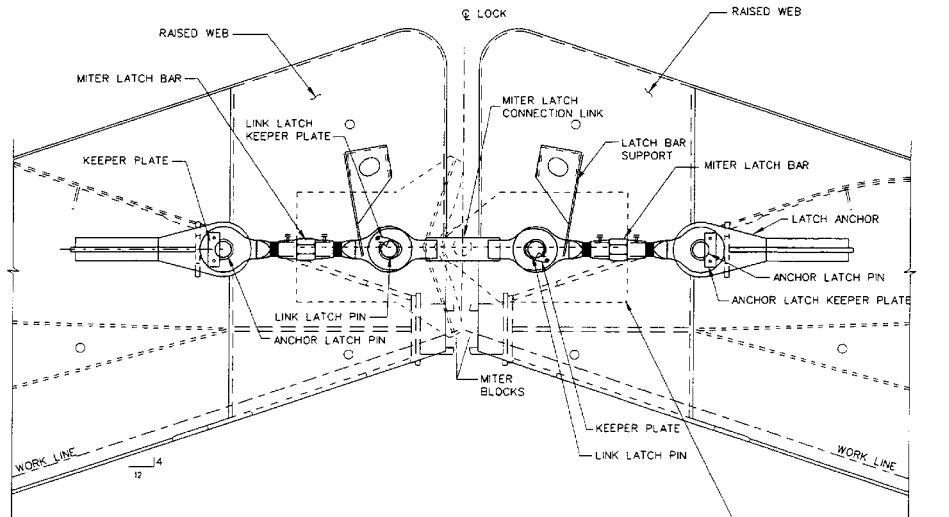 ℄ LOCK
RAISED WEB
RAISED WEB
MITER LATCH BAR
MITER LATCH
CONNECTION LINK
LINK LATCH
KEEPER PLATE
LATCH BAR
SUPPORT
KEEPER PLATE
MITER LATCH BAR
LATCH ANCHOR
ANCHOR LATCH PIN
ANCHOR LATCH KEEPER PLATE
LINK LATCH PIN
ANCHOR LATCH PIN
MITER
BLOCKS
KEEPER PLATE
LINK LATCH PIN
WORK LINE
4
12
WORK LINE